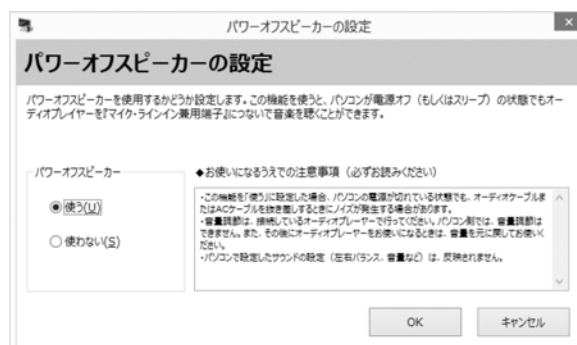 パワーオフスピーカーの設定
×
パワーオフスピーカーの設定
パワーオフスピーカーを使用するかどうか設定します。この機能を使うと、パソコンが電源オフ（もしくはスリープ）の状態でもオー
ディオプレイヤーを『マイク・ラインイン兼用端子』につないで音楽を聴くことができます。
パワーオフスピーカー
使う(U)
使わない(S)
◆お使いになるうえでの注意事項（必ずお読みください）
・この機能を「使う」に設定した場合、パソコンの電源が切れている状態でも、オーディオケーブルま
たはACケーブルを抜き差しするときにノイズが発生する場合があります。
・音量調節は、接続しているオーディオプレーヤーで行ってください。パソコン側では、音量調節は
できません。また、その後にオーディオプレーヤーをお使いになるときは、音量を元に戻してお使いく
ださい。
・パソコンで設定したサウンドの設定（左右バランス、音量など）は、反映されません。
OK
キャンセル